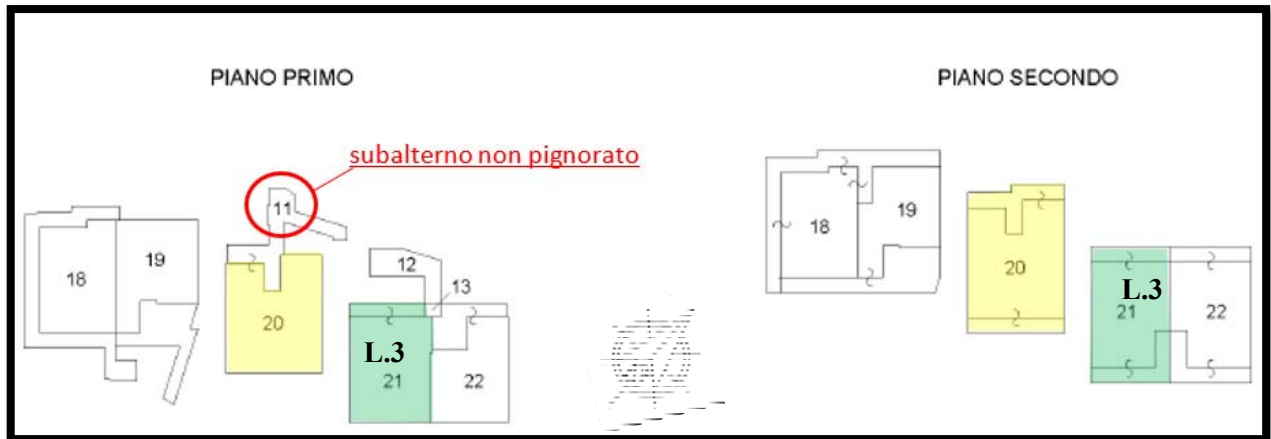 PIANO PRIMO
PIANO SECONDO
subalterno non pignorato
11
18
19
12
13
20
L.3
21
22
18
19
20
L.3
21
22